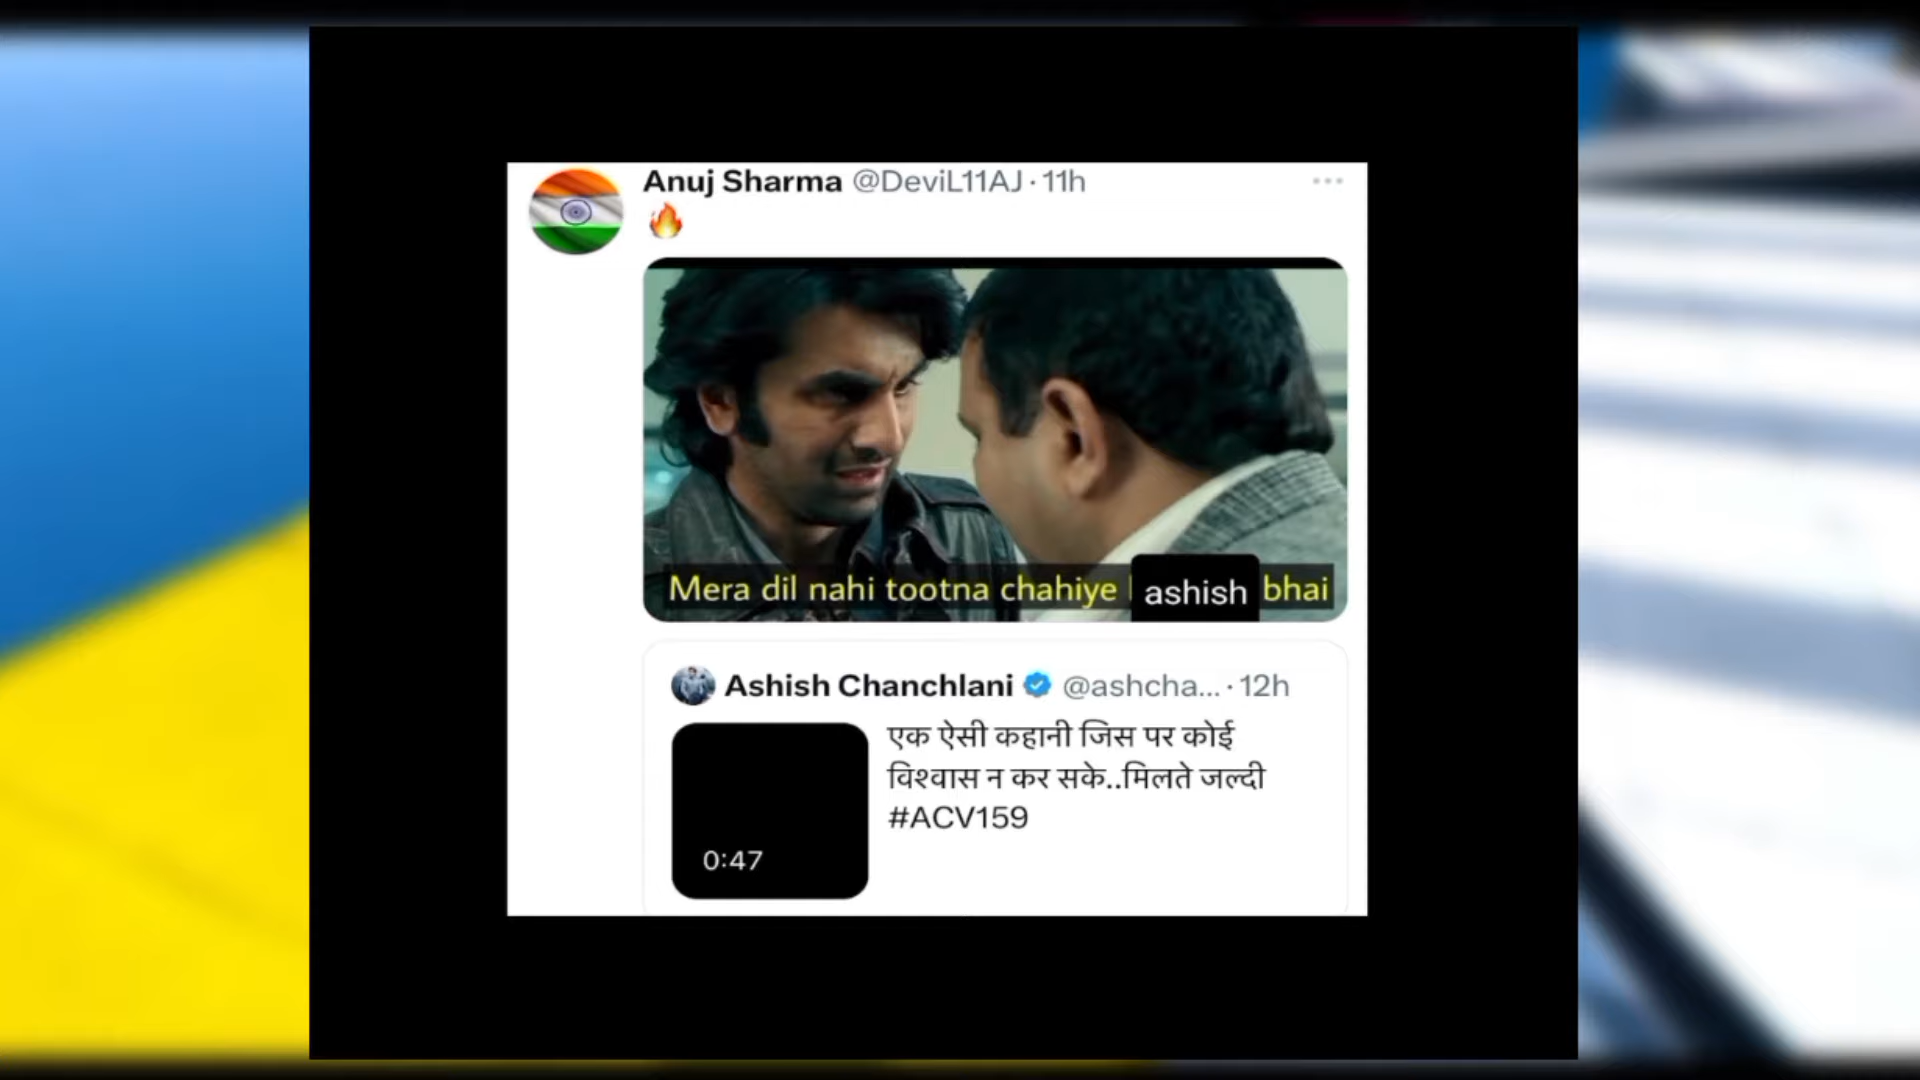 Anuj Sharma @DeviL11AJ · 11h
🔥
Mera dil nahi tootna chahiye ashish bhai
Ashish Chanchlani @ashcha... · 12h
एक ऐसी कहानी जिस पर कोई
विश्वास न कर सके..मिलते जल्दी
#ACV159
0:47